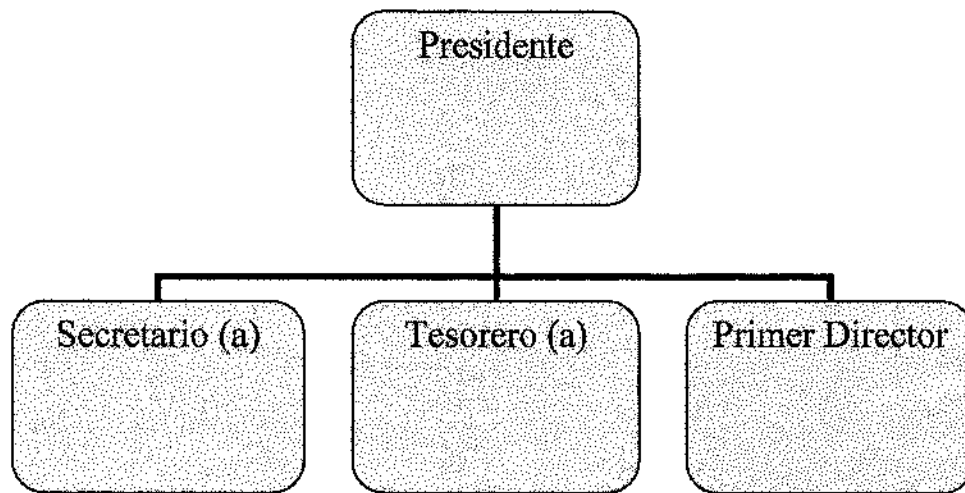 Presidente
Secretario (a)
Tesorero (a)
Primer Director